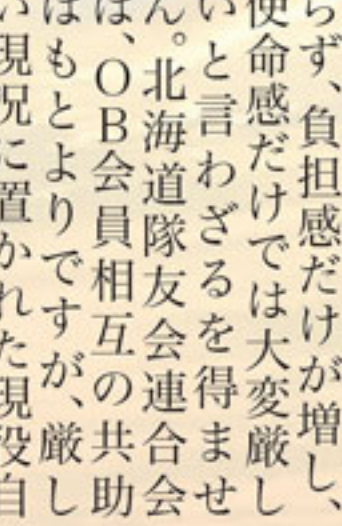 らず、負担感だけが増し、
使命感だけでは大変厳し
いと言わざるを得ませせ
ん。北海道隊友会連合会
は、OB会員相互の共助
はもとよりですが、厳し
い現況に置かれた現役自